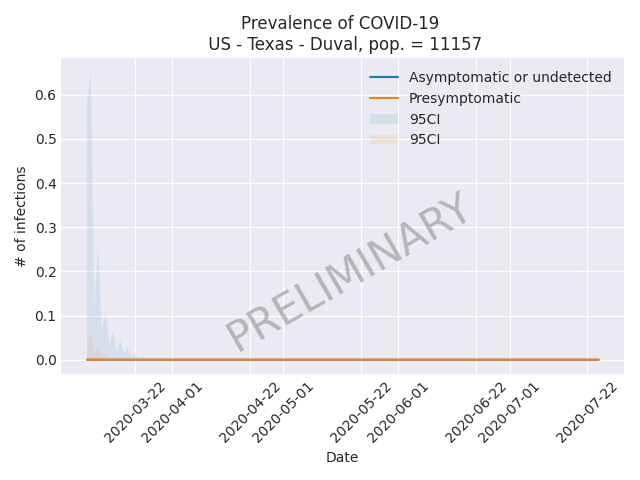 Prevalence of COVID-19
US - Texas - Duval, pop. = 11157
Asymptomatic or undetected
Presymptomatic
95CI
95CI
0.6
0.5
0.4
0.3
0.2
0.1
0.0
# of infections
PRELIMINARY
2020-03-22
2020-04-01
2020-04-22
2020-05-01
2020-05-22
2020-06-01
2020-06-22
2020-07-01
2020-07-22
Date